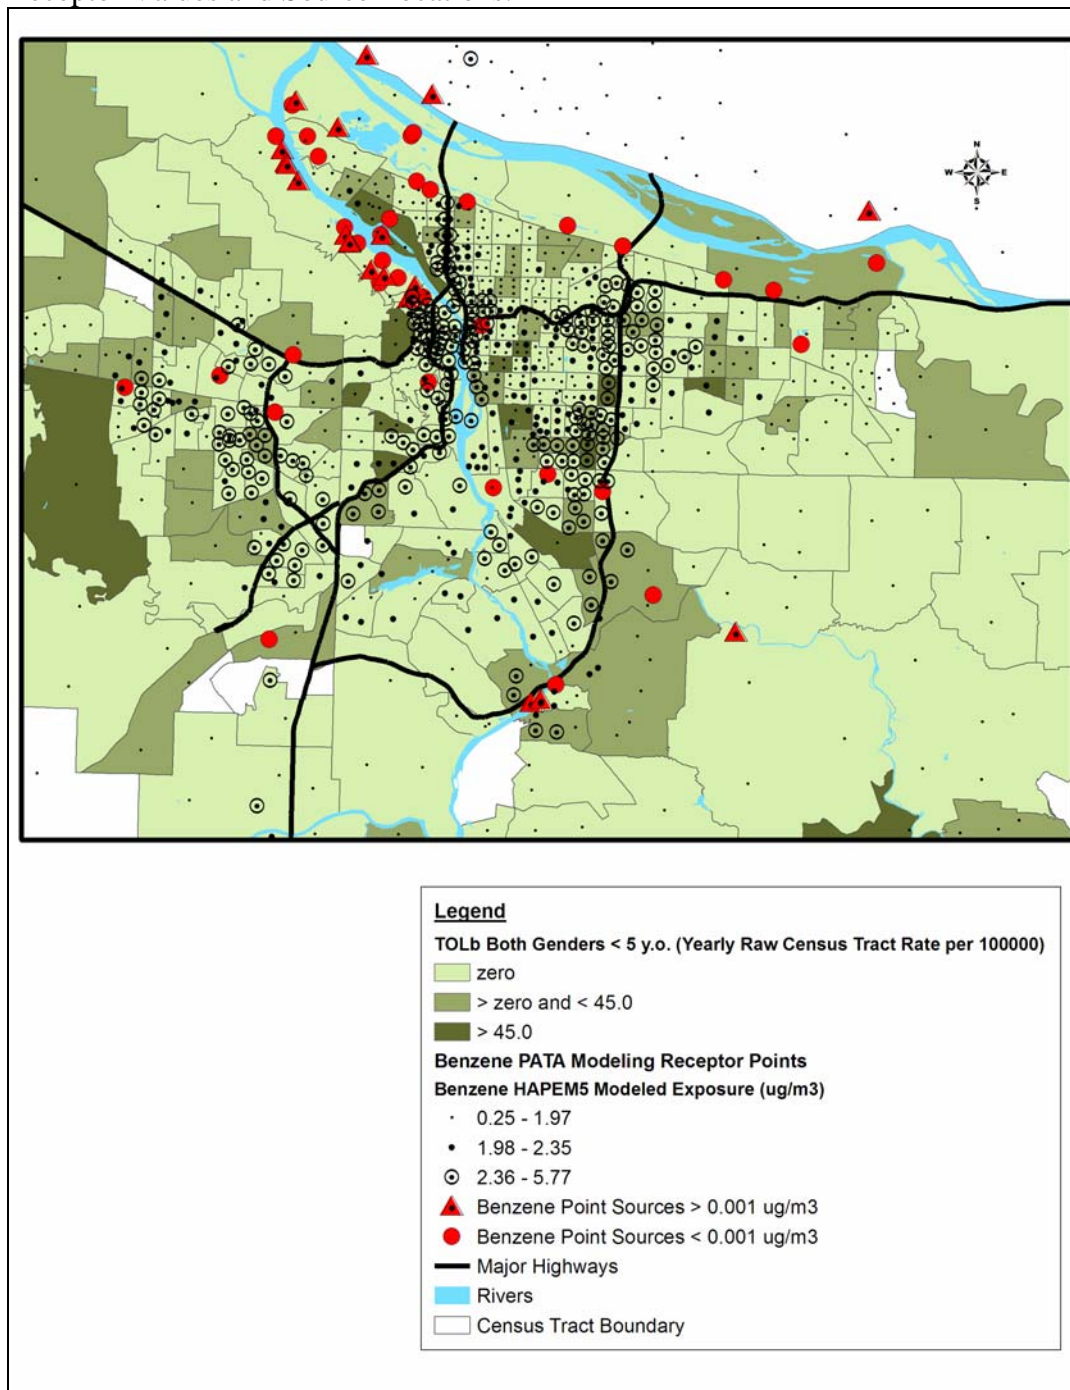 N
W E
S
Legend
TOLb Both Genders < 5 y.o. (Yearly Raw Census Tract Rate per 100000)
zero
> zero and < 45.0
> 45.0
Benzene PATA Modeling Receptor Points
Benzene HAPEM5 Modeled Exposure (ug/m3)
0.25 - 1.97
1.98 - 2.35
2.36 - 5.77
Benzene Point Sources > 0.001 ug/m3
Benzene Point Sources < 0.001 ug/m3
Major Highways
Rivers
Census Tract Boundary